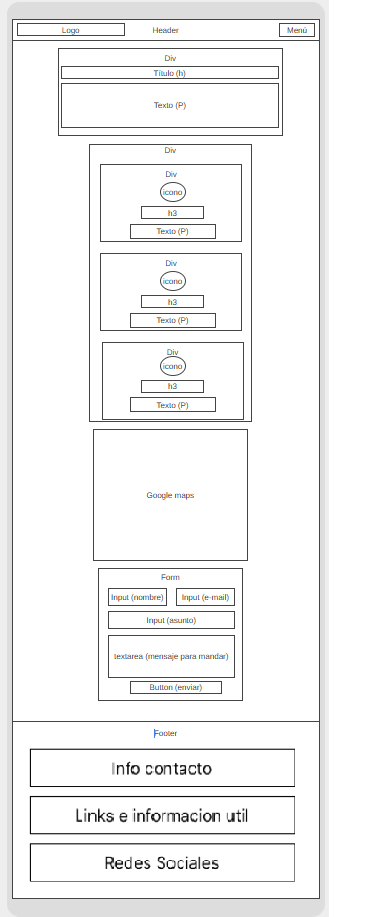 Logo
Header
Menú
Div
Título (h)
Texto (P)
Div
Div
icono
h3
Texto (P)
Div
icono
h3
Texto (P)
Div
icono
h3
Texto (P)
Google maps
Form
Input (nombre)
Input (e-mail)
Input (asunto)
textarea (mensaje para mandar)
Button (enviar)
Footer
Info contacto
Links e informacion util
Redes Sociales